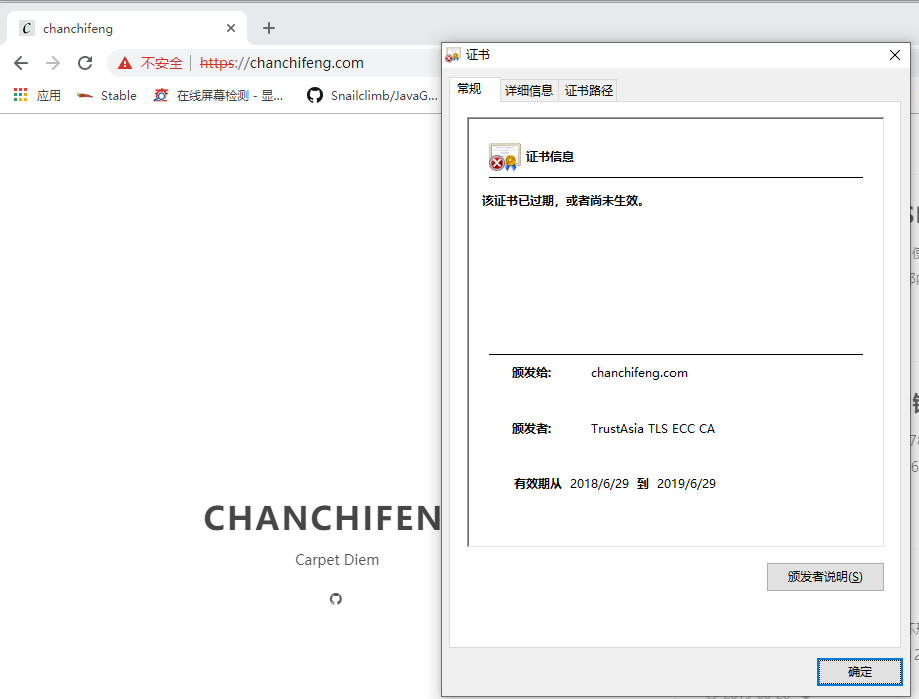 chanchifeng
不安全
https://chanchifeng.com
应用
Stable
在线屏幕检测 - 显...
Snailclimb/JavaG...
CHANCHIFEN
Carpet Diem
证书
常规
详细信息
证书路径
证书信息
该证书已过期，或者尚未生效。
颁发给:
chanchifeng.com
颁发者:
TrustAsia TLS ECC CA
有效期从 2018/6/29 到 2019/6/29
颁发者说明(S)
确定